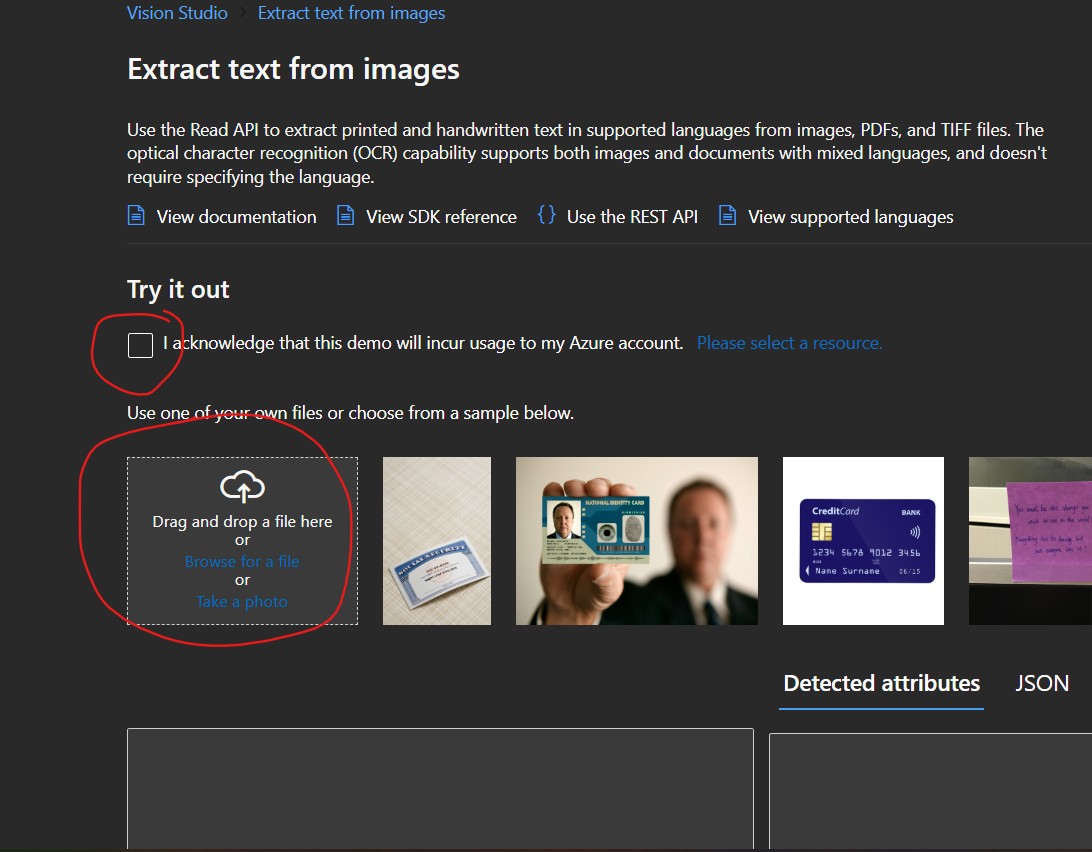 Vision Studio > Extract text from images
Extract text from images
Use the Read API to extract printed and handwritten text in supported languages from images, PDFs, and TIFF files. The
optical character recognition (OCR) capability supports both images and documents with mixed languages, and doesn't
require specifying the language.
View documentation View SDK reference {} Use the REST API View supported languages
Try it out
I acknowledge that this demo will incur usage to my Azure account. Please select a resource.
Use one of your own files or choose from a sample below.
Drag and drop a file here
or
Browse for a file
or
Take a photo
SOCIAL SECURITY
NATIONAL IDENTITY CARD
CreditCard BANK
1234 5678 9012 3456
Name Surname 06/15
Detected attributes JSON